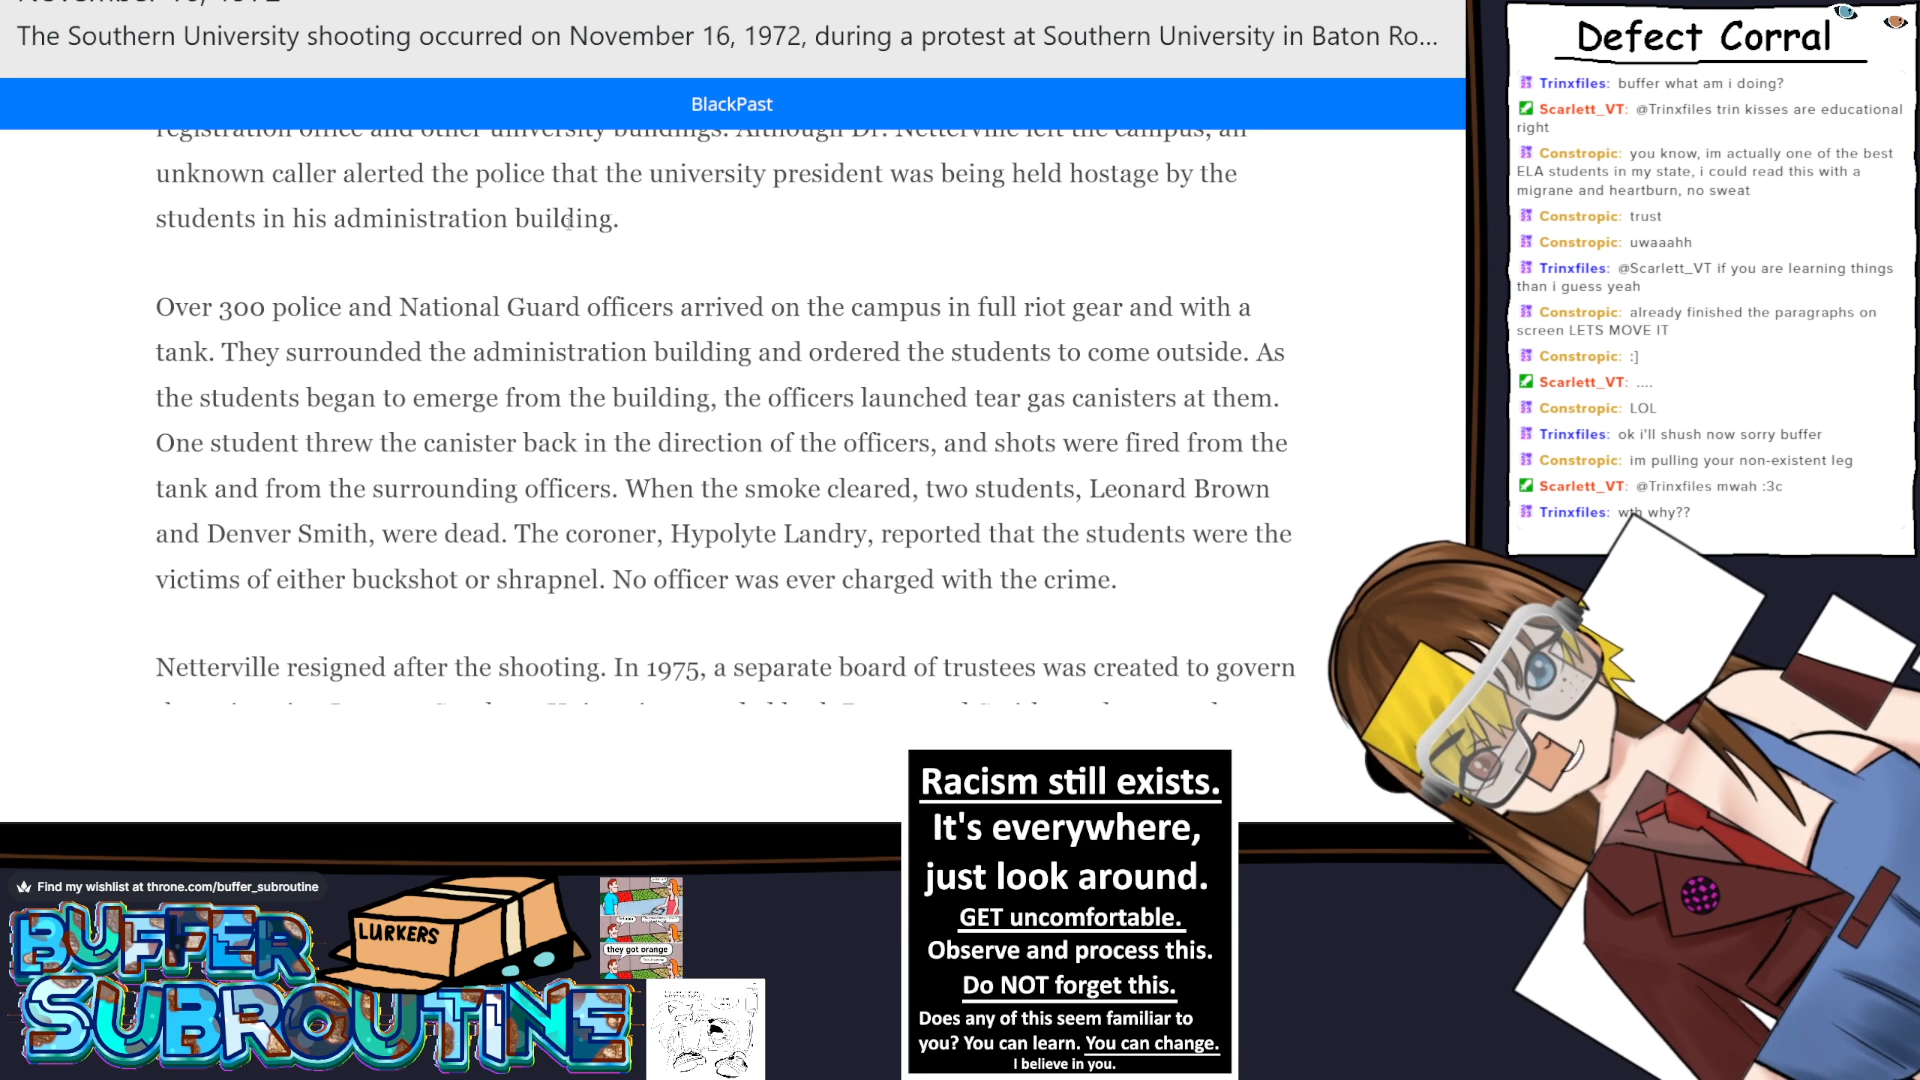 The Southern University shooting occurred on November 16, 1972, during a protest at Southern University in Baton Ro...
BlackPast
registration office and other university buildings. Although Dr. Netterville left the campus, an
unknown caller alerted the police that the university president was being held hostage by the
students in his administration building.
Over 300 police and National Guard officers arrived on the campus in full riot gear and with a
tank. They surrounded the administration building and ordered the students to come outside. As
the students began to emerge from the building, the officers launched tear gas canisters at them.
One student threw the canister back in the direction of the officers, and shots were fired from the
tank and from the surrounding officers. When the smoke cleared, two students, Leonard Brown
and Denver Smith, were dead. The coroner, Hypolyte Landry, reported that the students were the
victims of either buckshot or shrapnel. No officer was ever charged with the crime.
Netterville resigned after the shooting. In 1975, a separate board of trustees was created to govern
Defect Corral
Trinxfiles: buffer what am i doing?
Scarlett_VT: @Trinxfiles trin kisses are educational
right
Constropic: you know, im actually one of the best
ELA students in my state, i could read this with a
migrane and heartburn, no sweat
Constropic: trust
Constropic: uwaaahh
Trinxfiles: @Scarlett_VT if you are learning things
than i guess yeah
Constropic: already finished the paragraphs on
screen LETS MOVE IT
Constropic: :]
Scarlett_VT: ....
Constropic: LOL
Trinxfiles: ok i'll shush now sorry buffer
Constropic: im pulling your non-existent leg
Scarlett_VT: @Trinxfiles mwah :3c
Trinxfiles: wth why??
Find my wishlist at throne.com/buffer_subroutine
BUFFER
SUBROUTINE
LURKERS
they got orange
Racism still exists.
It's everywhere,
just look around.
GET uncomfortable.
Observe and process this.
Do NOT forget this.
Does any of this seem familiar to
you? You can learn. You can change.
I believe in you.